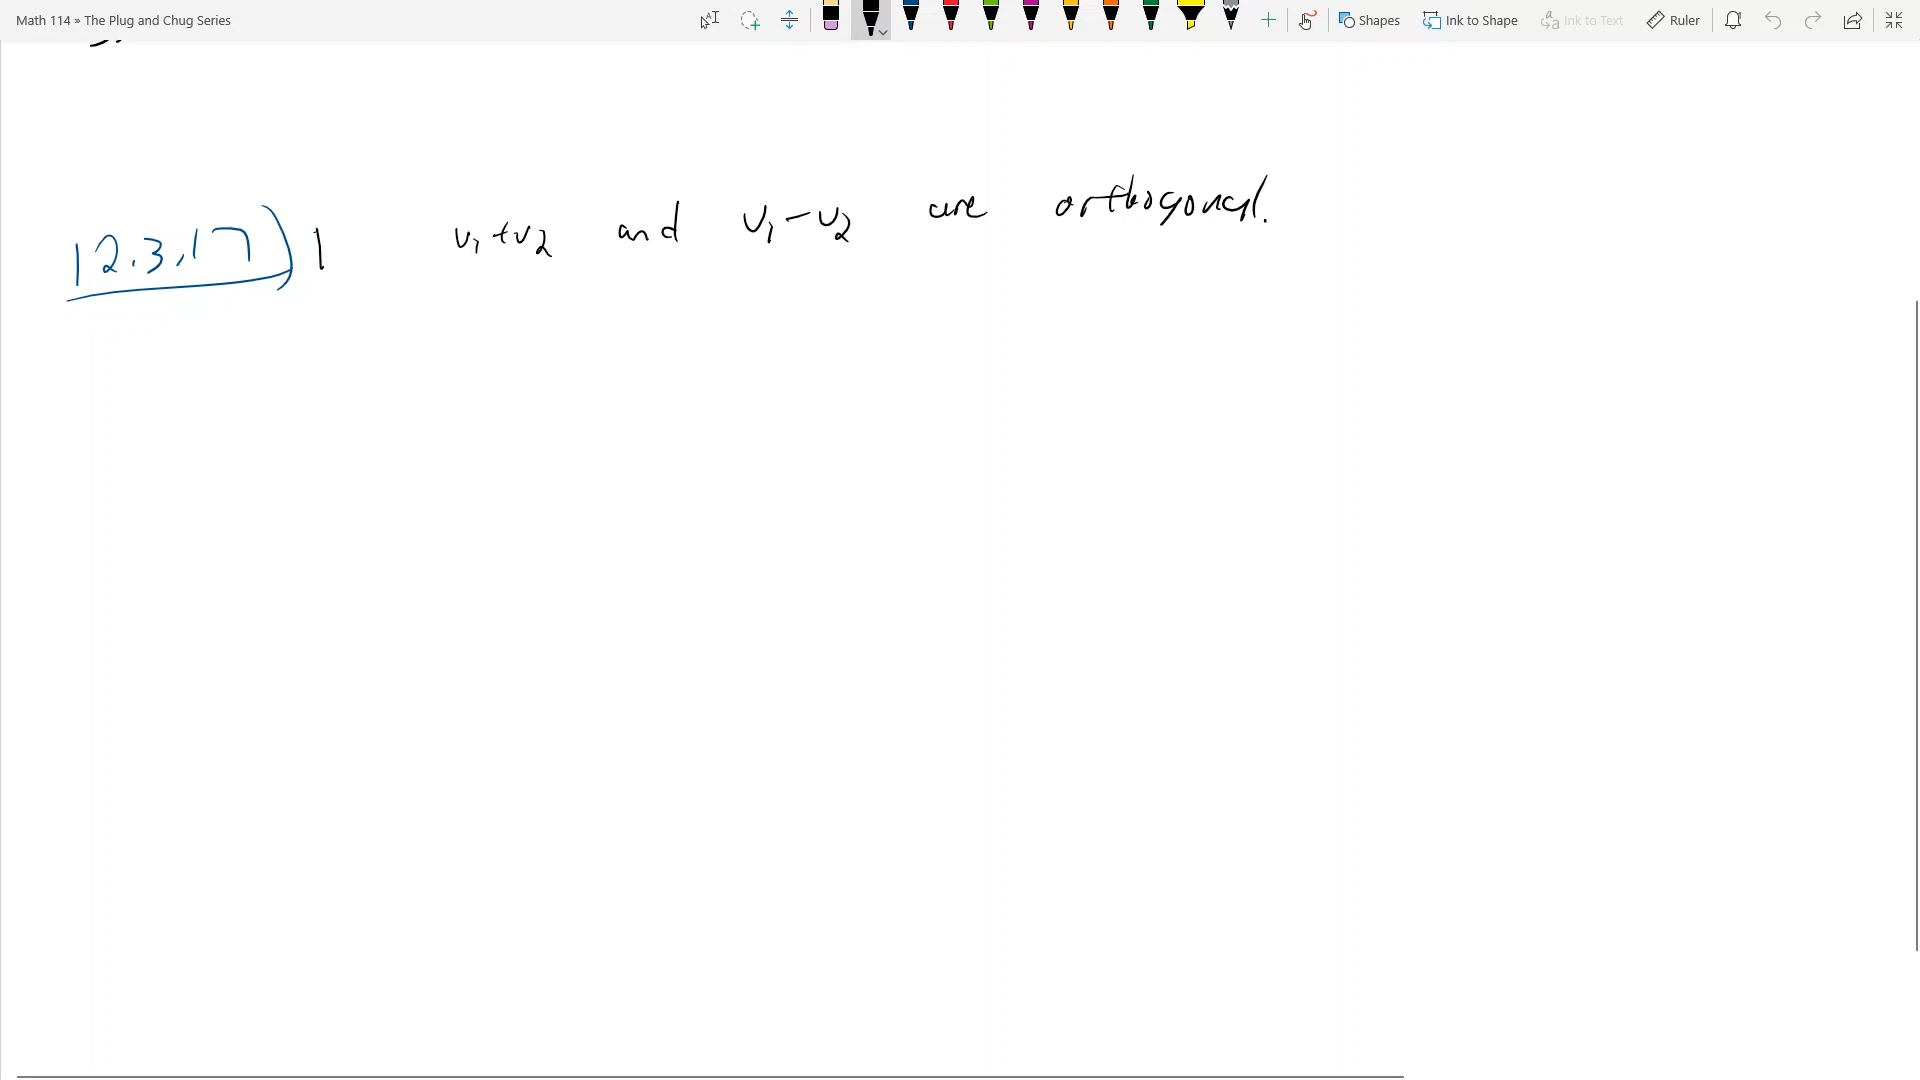 Math 114 » The Plug and Chug Series
Shapes
Ink to Shape
Ink to Text
Ruler
12.3.17) | v₁+v₂ and v₁-v₂ are orthogonal.